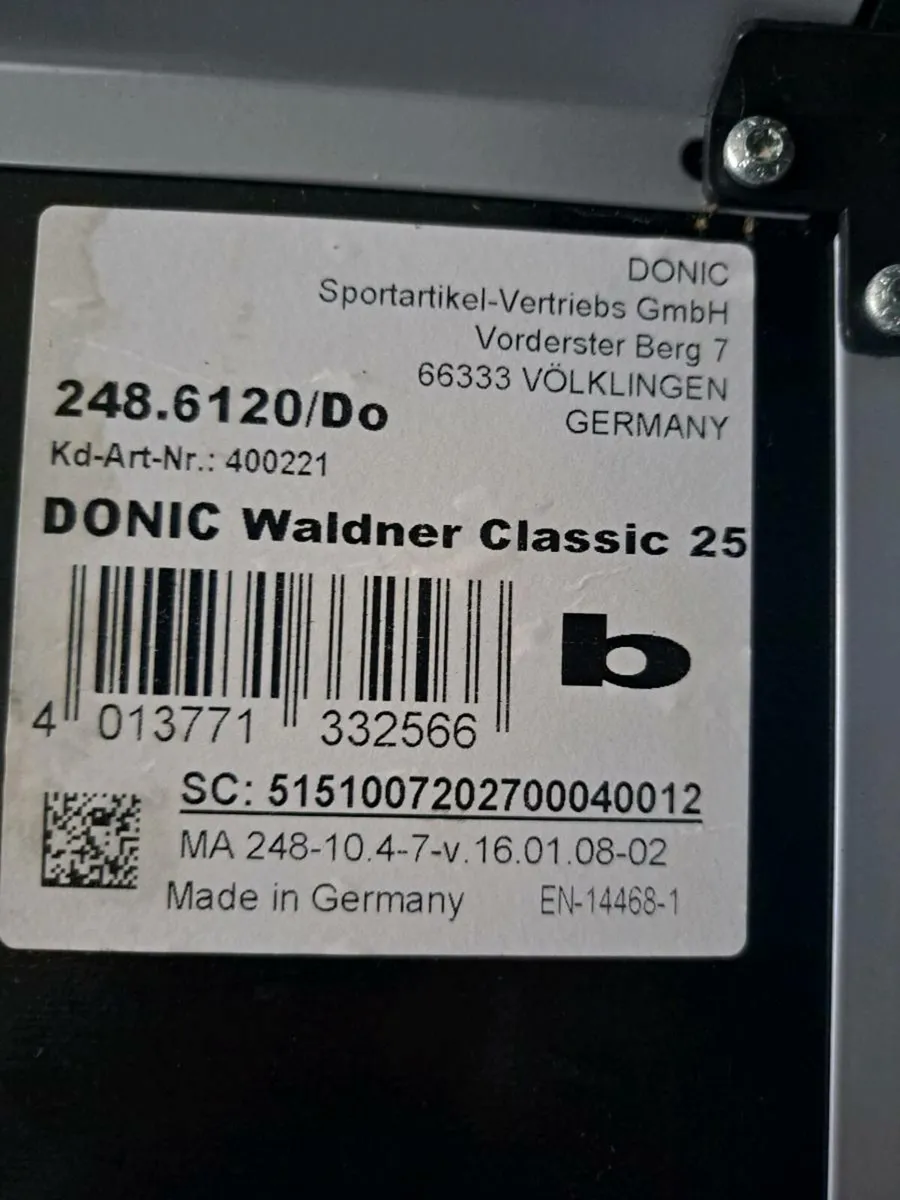 DONIC
Sportartikel-Vertriebs GmbH
Vorderster Berg 7
66333 VÖLKLINGEN
GERMANY
248.6120/Do
Kd-Art-Nr.: 400221
DONIC Waldner Classic 25
b
4 013771 332566
SC: 5151007202700040012
MA 248-10.4-7-v.16.01.08-02
Made in Germany EN-14468-1